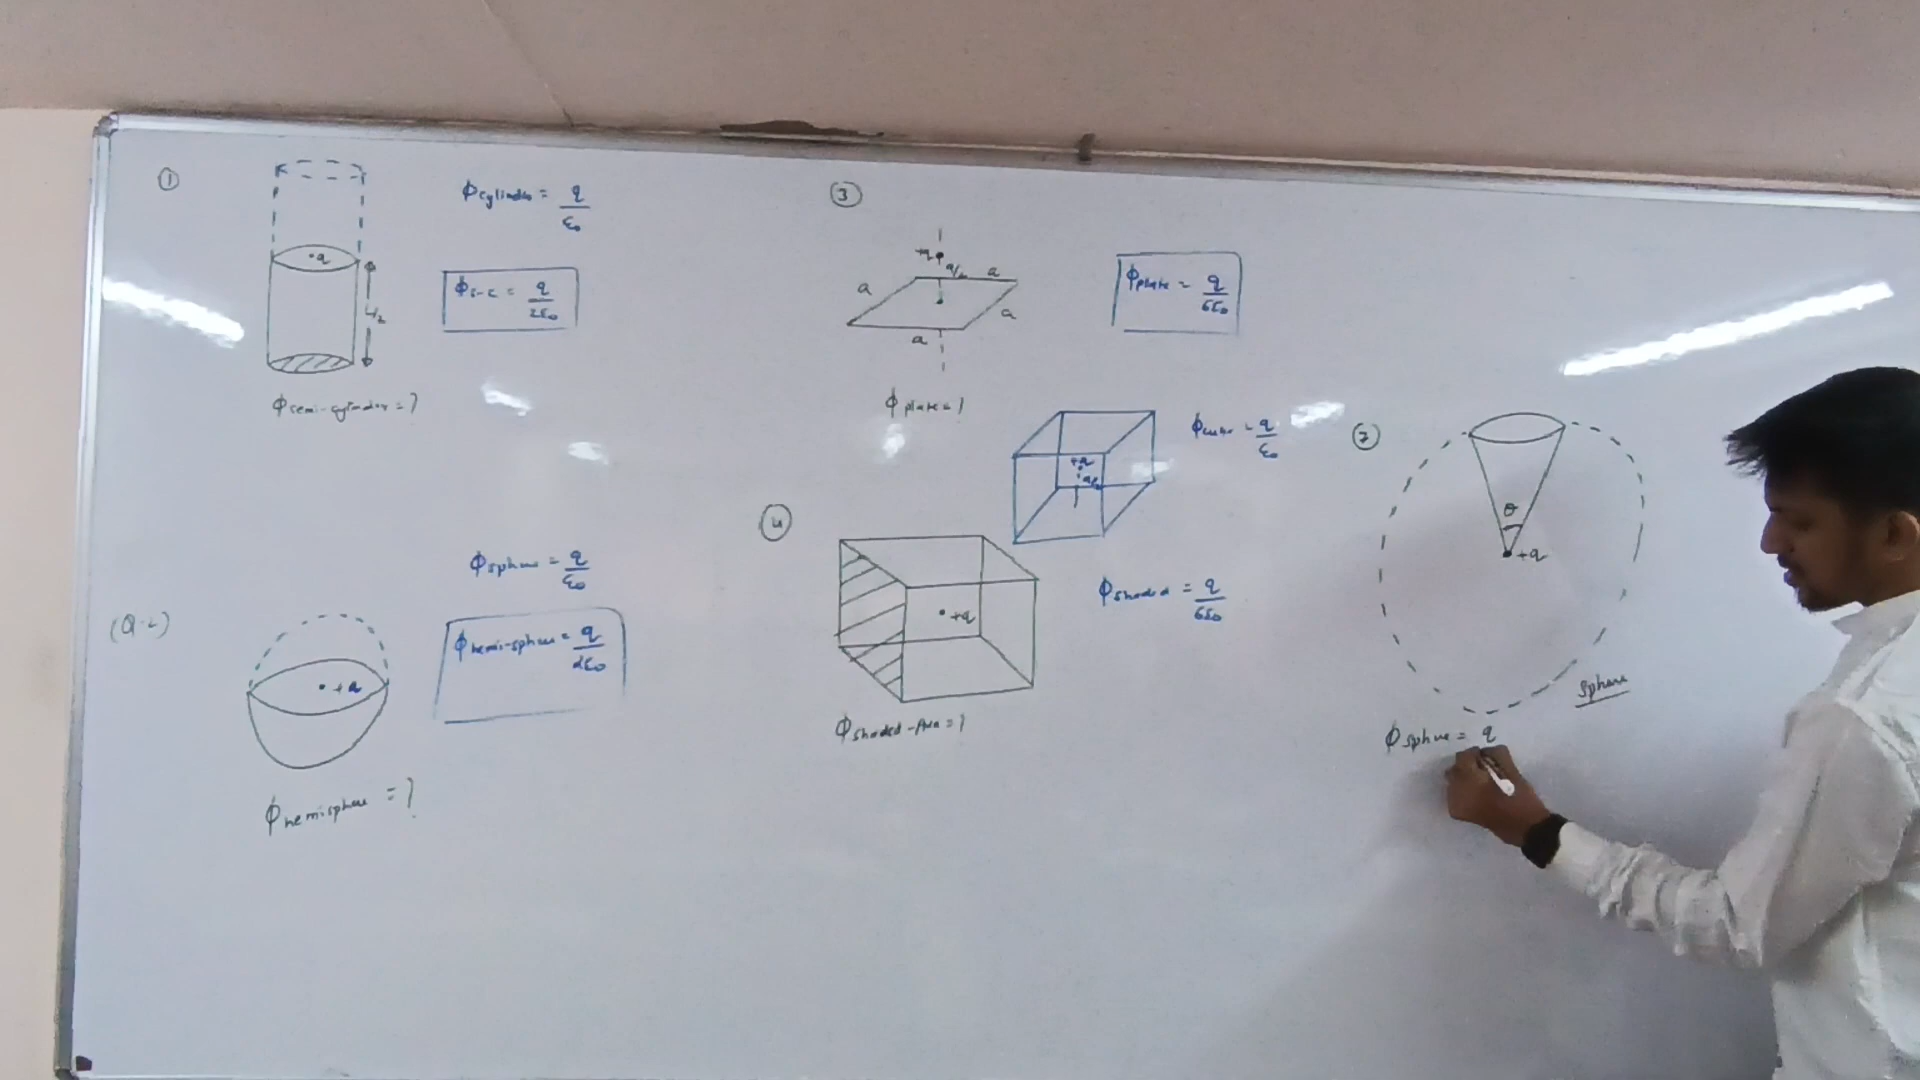 ①
ϕcylinder = q/ε₀
•q
ϕs-c = q/2ε₀
L/2
ϕsemi-cylinder = ?
(Q-2)
ϕsphere = q/ε₀
ϕhemi-sphere = q/2ε₀
•+q
ϕhemisphere = ?
③
+q
a/2
a
a
a
a
ϕplate = q/6ε₀
ϕplate = ?
+q
a/2
ϕcube = q/ε₀
④
•+q
ϕshaded = q/6ε₀
ϕshaded-Area = ?
θ
+q
Sphere
ϕsphere = q